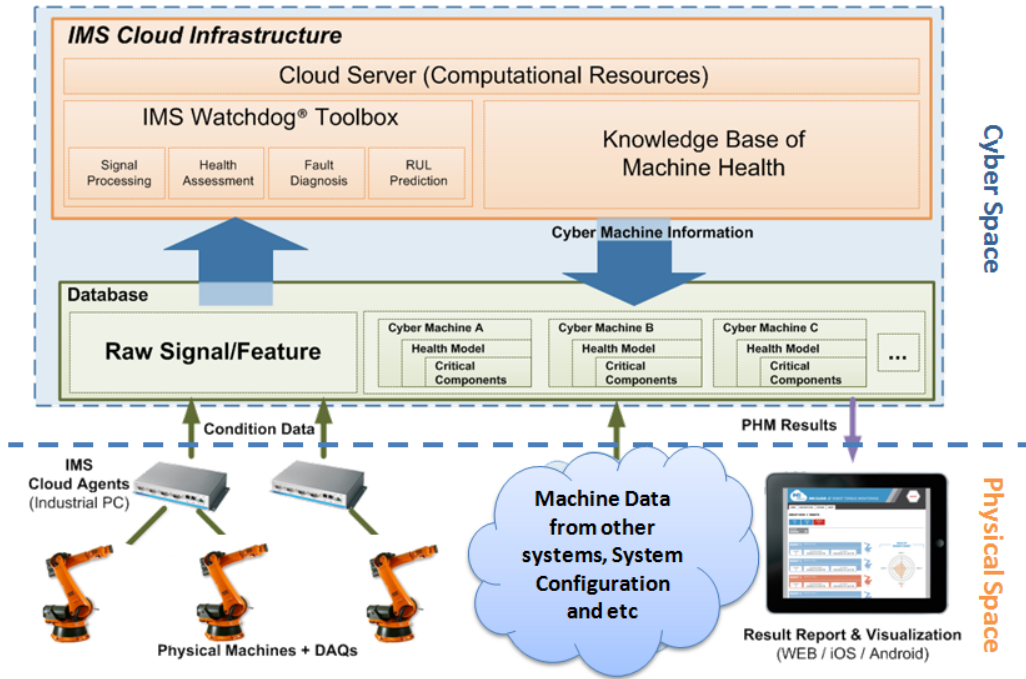 IMS Cloud Infrastructure
Cloud Server (Computational Resources)
IMS Watchdog® Toolbox
Signal
Processing
Health
Assessment
Fault
Diagnosis
RUL
Prediction
Knowledge Base of
Machine Health
Cyber Space
Cyber Machine Information
Database
Raw Signal/Feature
Cyber Machine A
Health Model
Critical
Components
Cyber Machine B
Health Model
Critical
Components
Cyber Machine C
Health Model
Critical
Components
...
Condition Data
PHM Results
IMS
Cloud Agents
(Industrial PC)
Machine Data
from other
systems, System
Configuration
and etc
Physical Space
Physical Machines + DAQs
Result Report & Visualization
(WEB / iOS / Android)